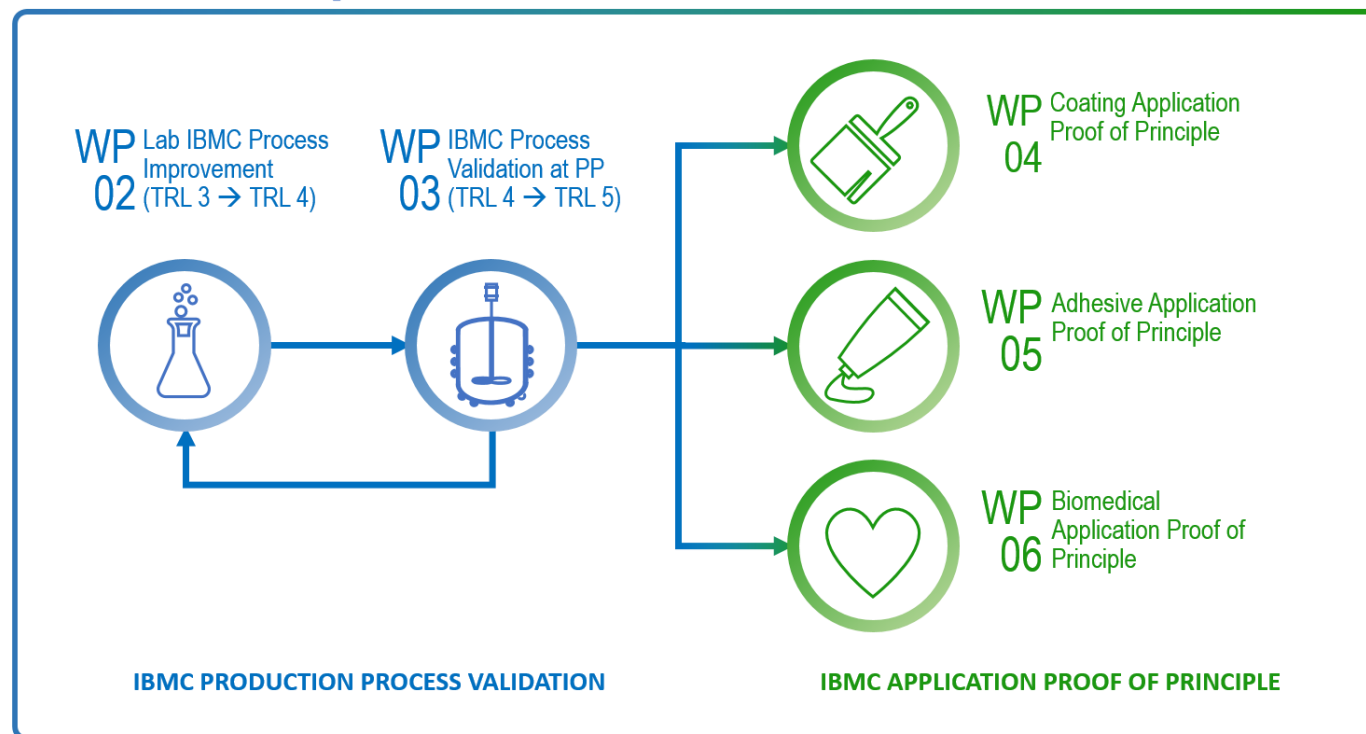 WP 02 Lab IBMC Process
Improvement
(TRL 3 → TRL 4)
WP 03 IBMC Process
Validation at PP
(TRL 4 → TRL 5)
WP 04 Coating Application
Proof of Principle
WP 05 Adhesive Application
Proof of Principle
WP 06 Biomedical
Application Proof of
Principle
IBMC PRODUCTION PROCESS VALIDATION
IBMC APPLICATION PROOF OF PRINCIPLE